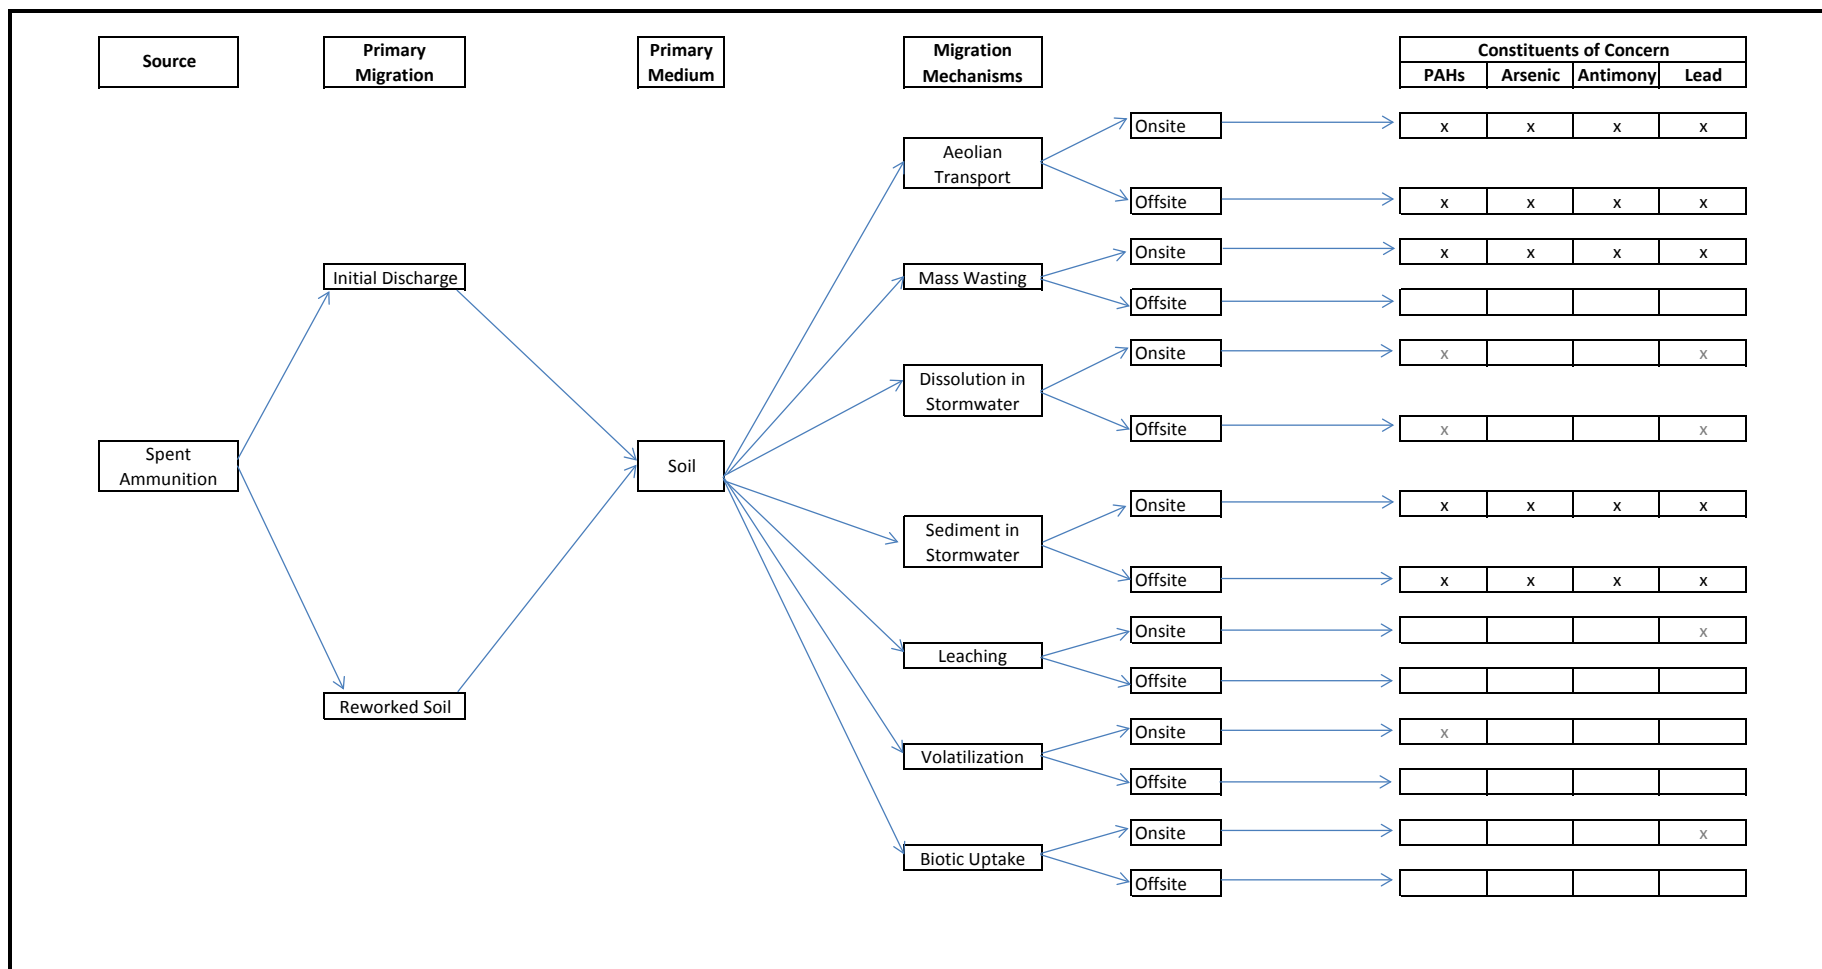 Source
Primary
Migration
Primary
Medium
Migration
Mechanisms
Constituents of Concern
PAHs Arsenic Antimony Lead
Onsite
x x x x
Aeolian
Transport
Offsite
x x x x
Onsite
x x x x
Initial Discharge
Mass Wasting
Offsite
Onsite
x x
Dissolution in
Stormwater
Offsite
x x
Spent
Ammunition
Soil
Onsite
x x x x
Sediment in
Stormwater
Offsite
x x x x
Onsite
x
Leaching
Offsite
Reworked Soil
Onsite
x
Volatilization
Offsite
Onsite
x
Biotic Uptake
Offsite